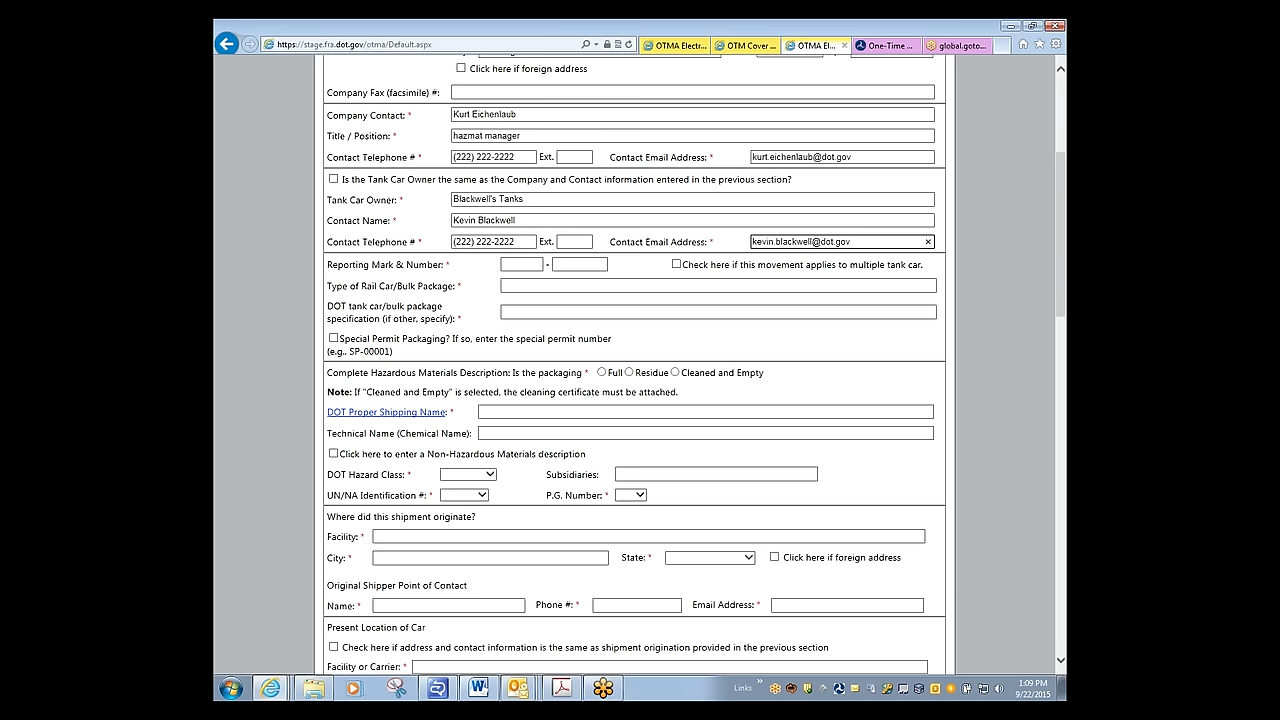 https://stage.fra.dot.gov/otma/Default.aspx
OTMA Electr...
OTM Cover ...
OTMA El...
One-Time ...
global.goto...
Click here if foreign address
Company Fax (facsimile) #:
Company Contact: * Kurt Eichenlaub
Title / Position: * hazmat manager
Contact Telephone # * (222) 222-2222 Ext. Contact Email Address: * kurt.eichenlaub@dot.gov
Is the Tank Car Owner the same as the Company and Contact information entered in the previous section?
Tank Car Owner: * Blackwell's Tanks
Contact Name: * Kevin Blackwell
Contact Telephone # * (222) 222-2222 Ext. Contact Email Address: * kevin.blackwell@dot.gov
Reporting Mark & Number: * - Check here if this movement applies to multiple tank car.
Type of Rail Car/Bulk Package: *
DOT tank car/bulk package
specification (if other, specify): *
Special Permit Packaging? If so, enter the special permit number
(e.g., SP-00001)
Complete Hazardous Materials Description: Is the packaging * Full Residue Cleaned and Empty
Note: If "Cleaned and Empty" is selected, the cleaning certificate must be attached.
DOT Proper Shipping Name: *
Technical Name (Chemical Name):
Click here to enter a Non-Hazardous Materials description
DOT Hazard Class: * Subsidiaries:
UN/NA Identification #: * P.G. Number: *
Where did this shipment originate?
Facility: *
City: * State: * Click here if foreign address
Original Shipper Point of Contact
Name: * Phone #: * Email Address: *
Present Location of Car
Check here if address and contact information is the same as shipment origination provided in the previous section
Facility or Carrier: *
Links
1:09 PM
9/22/2015